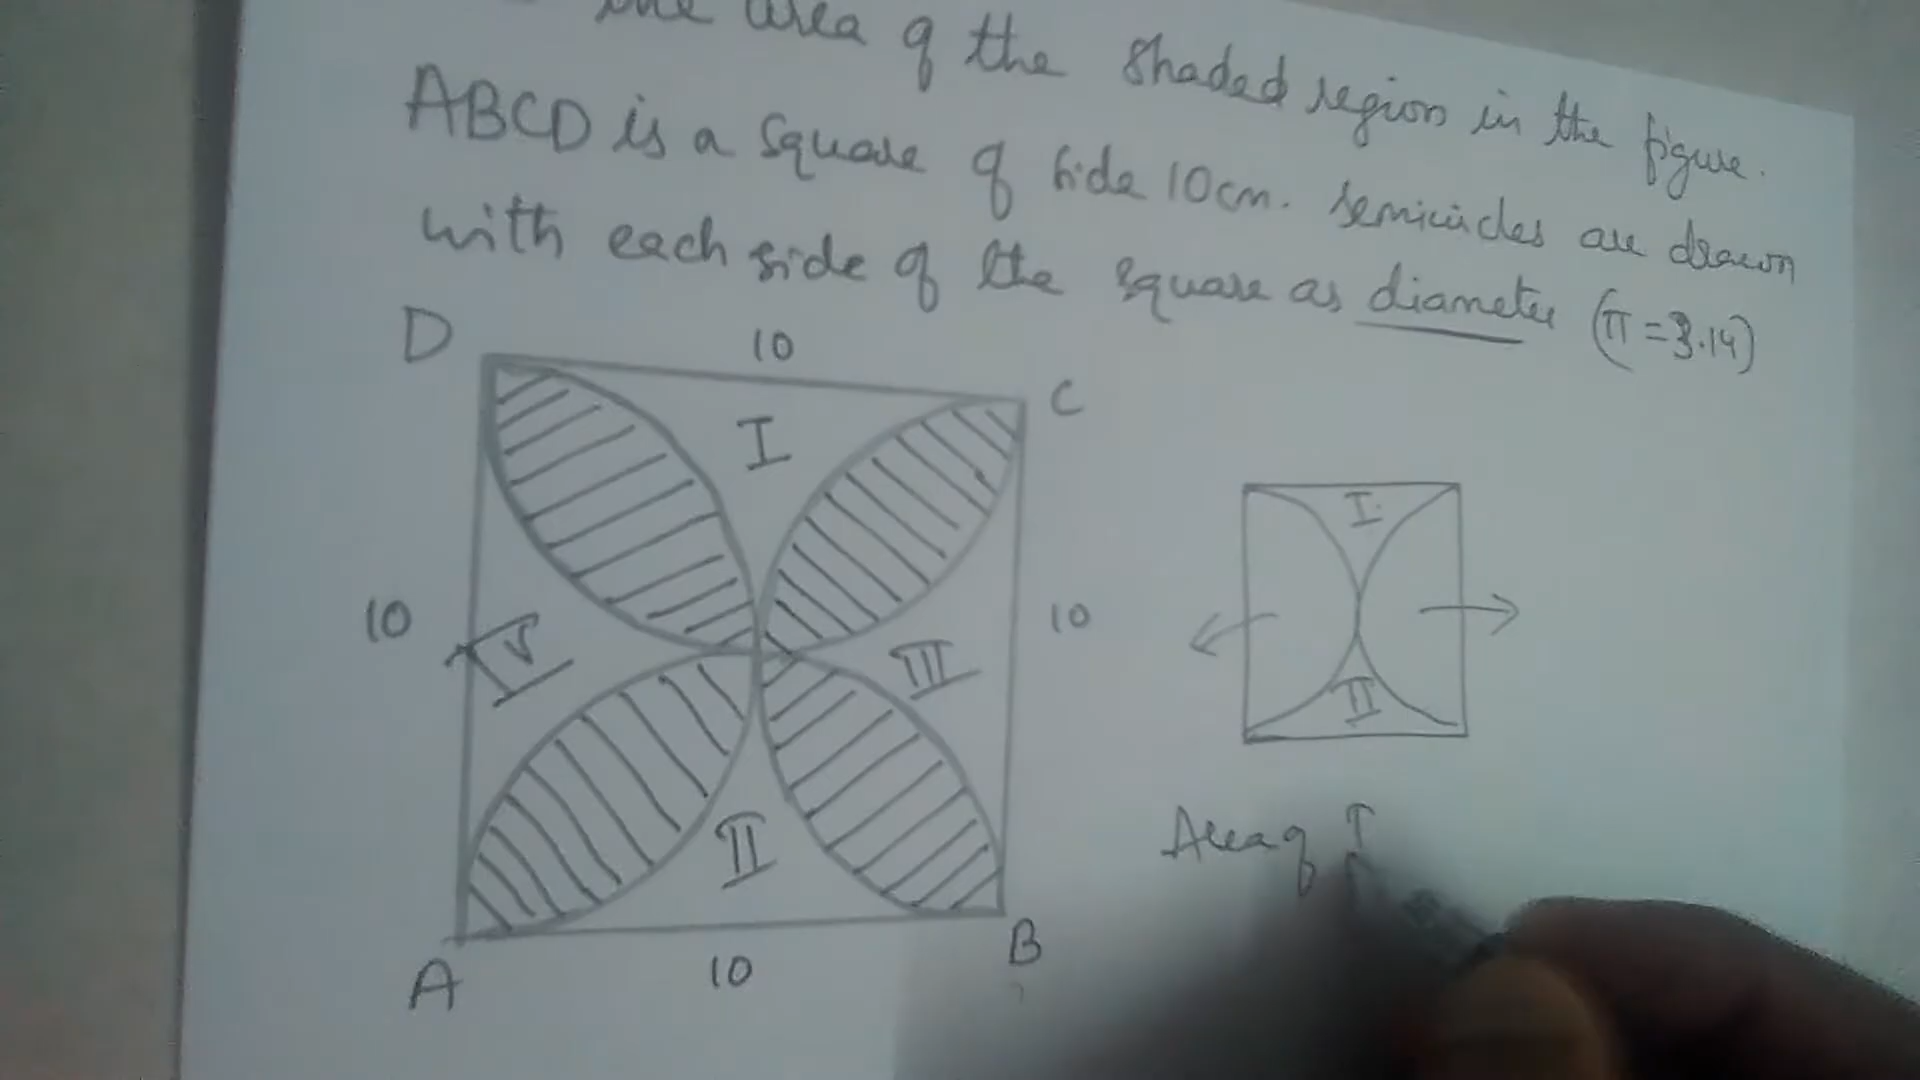 the area of the shaded region in the figure.
ABCD is a square of side 10cm. semicircles are drawn
with each side of the square as diameter (π = 3.14)
D
10
C
I
10
IV
III
10
II
A
10
B
I
II
Area of I